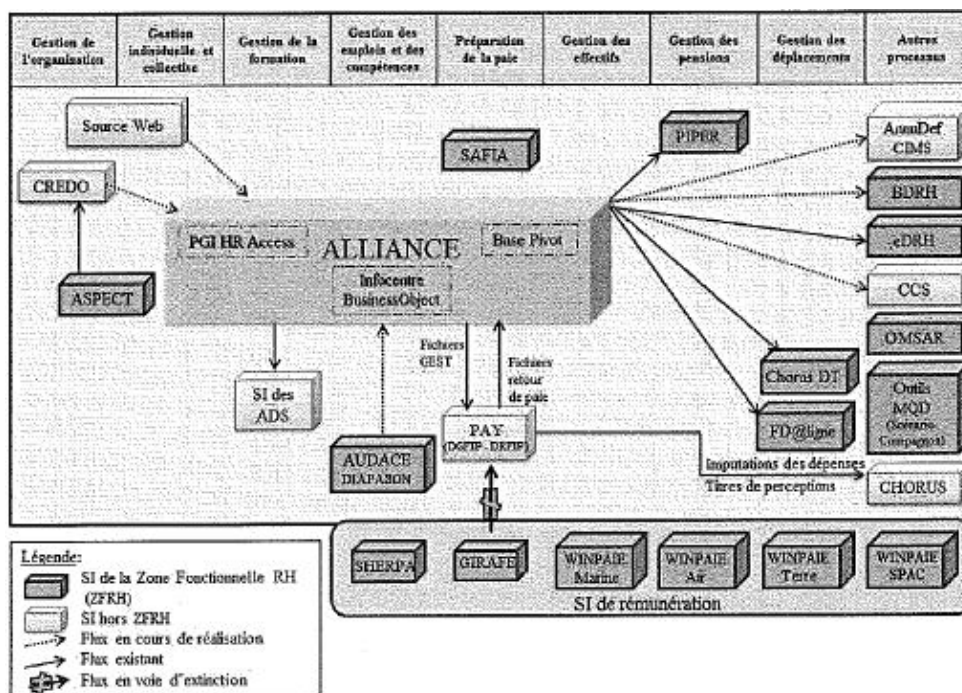 Gestion de
l'organisation
Gestion
individuelle et
collective
Gestion de la
formation
Gestion des
emplois et des
compétences
Préparation
de la paie
Gestion des
effectifs
Gestion des
pensions
Gestion des
déplacements
Autres
processus
Source Web
SAFIA
PIPER
CIMS
CREDO
BDRH
PGI HR Access
ALLIANCE
Base Pivot
eDRH
Infocentre
BusinessObject
ASPECT
CCS
Fichiers
GEST
Fichiers
retour
de paie
OMSAR
SI des
ADS
Chorus DT
Outils
MQD
(Scénario
Compagnon)
PAY
(DGFIP - DRFIP)
FD@ligne
AUDACE
DIAPASON
Imputations des dépenses
Titres de perceptions
CHORUS
SHERPA
GIRAFE
WINPAIE
Marine
WINPAIE
Air
WINPAIE
Terre
WINPAIE
SPAC
SI de rémunération
Légende:
SI de la Zone Fonctionnelle RH
(ZFRH)
SI hors ZFRH
Flux en cours de réalisation
Flux existant
Flux en voie d'extinction